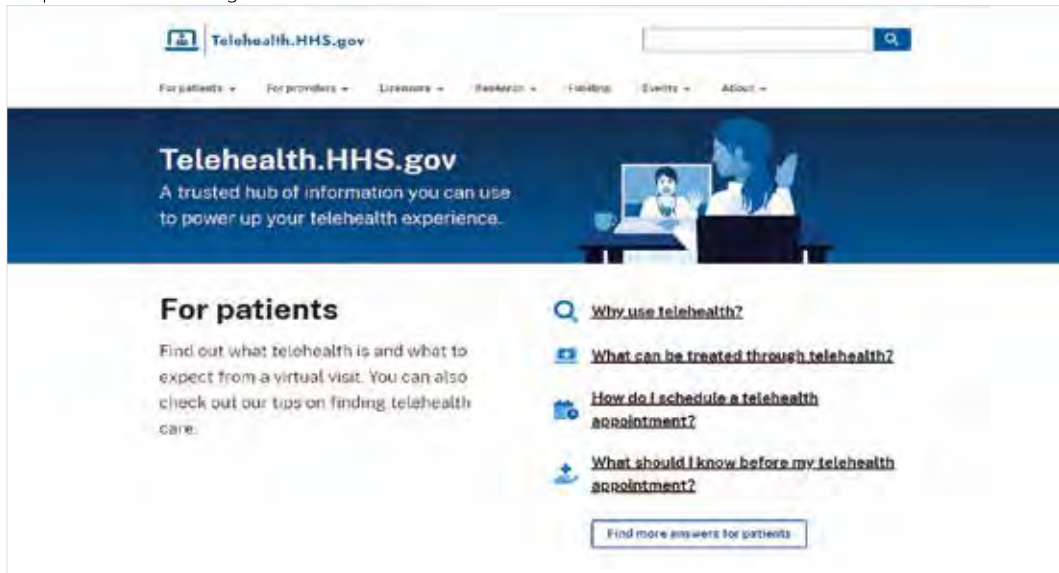 Telehealth.HHS.gov
For patients For providers Licensure Research Funding Events About
Telehealth.HHS.gov
A trusted hub of information you can use
to power up your telehealth experience.
For patients
Find out what telehealth is and what to
expect from a virtual visit. You can also
check out our tips on finding telehealth
care.
Why use telehealth?
What can be treated through telehealth?
How do I schedule a telehealth
appointment?
What should I know before my telehealth
appointment?
Find more answers for patients